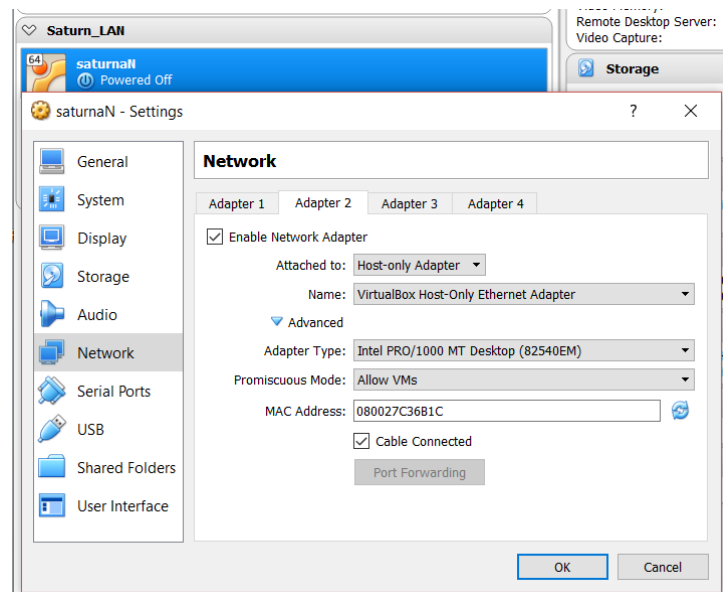 Remote Desktop Server:
Video Capture:
Saturn_LAN
64
saturnaN
Powered Off
Storage
saturnaN - Settings
?
General
System
Display
Storage
Audio
Network
Serial Ports
USB
Shared Folders
User Interface
Network
Adapter 1 Adapter 2 Adapter 3 Adapter 4
Enable Network Adapter
Attached to: Host-only Adapter
Name: VirtualBox Host-Only Ethernet Adapter
Advanced
Adapter Type: Intel PRO/1000 MT Desktop (82540EM)
Promiscuous Mode: Allow VMs
MAC Address: 080027C36B1C
Cable Connected
Port Forwarding
OK Cancel